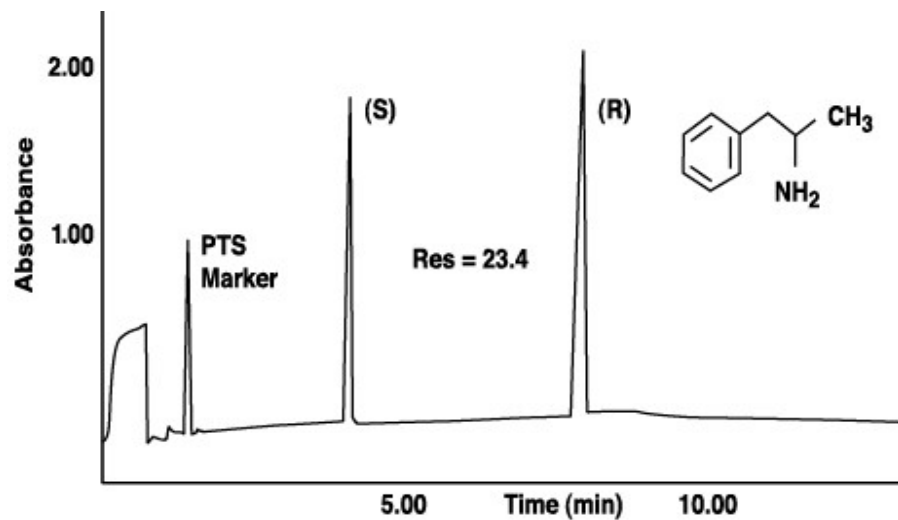 2.00
(S)
(R)
CH3
NH2
1.00
PTS
Marker
Res = 23.4
Absorbance
5.00
Time (min)
10.00